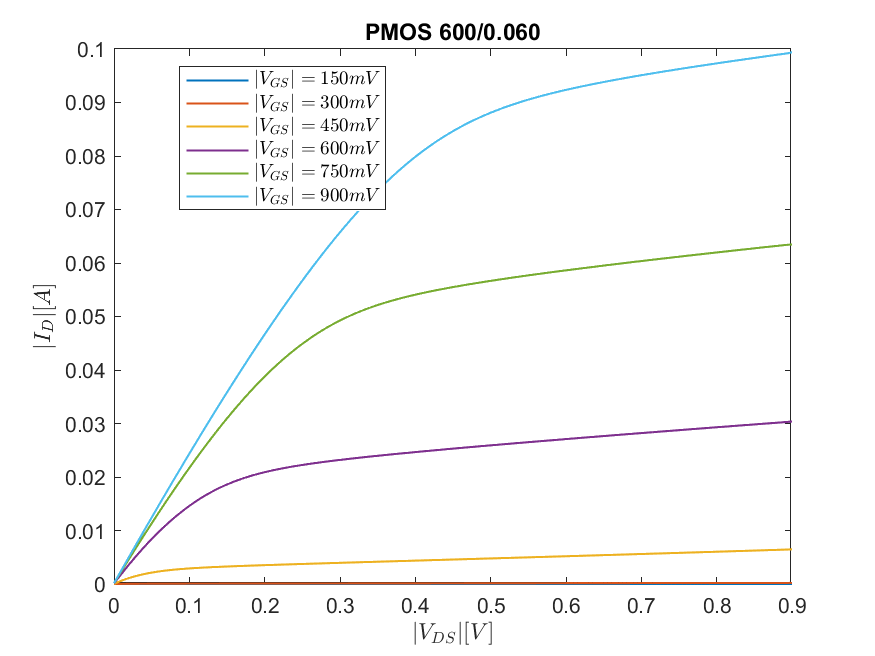 PMOS 600/0.060
|V_GS| = 150mV
|V_GS| = 300mV
|V_GS| = 450mV
|V_GS| = 600mV
|V_GS| = 750mV
|V_GS| = 900mV
0.1
0.09
0.08
0.07
0.06
0.05
0.04
0.03
0.02
0.01
0
|I_D|[A]
0 0.1 0.2 0.3 0.4 0.5 0.6 0.7 0.8 0.9
|V_DS|[V]